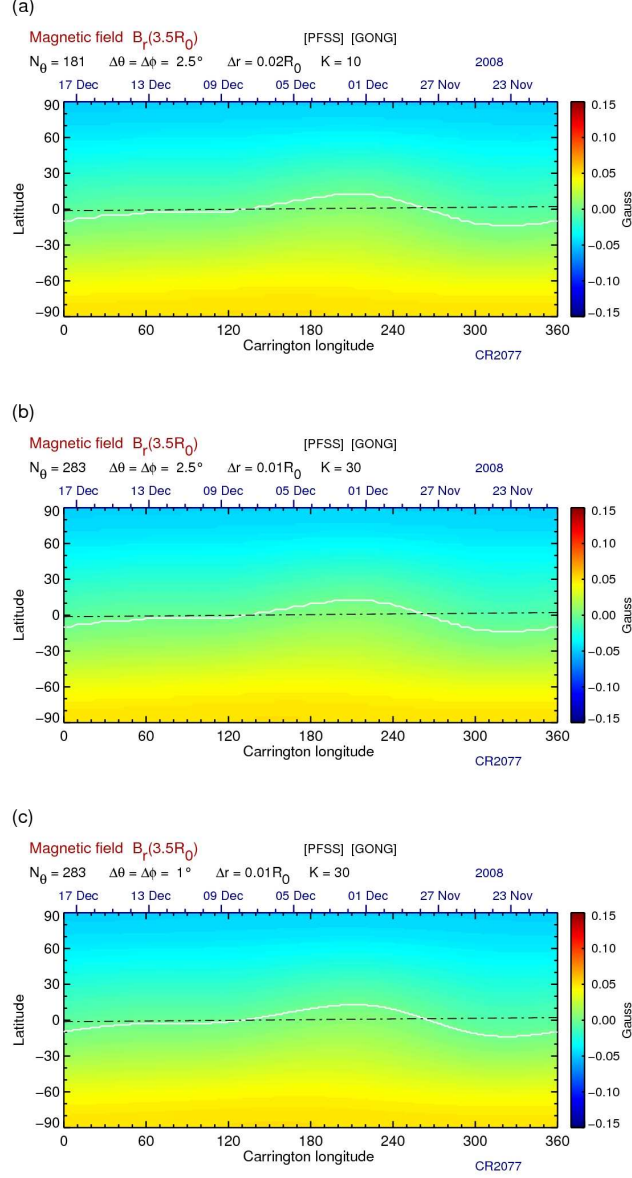 (a)
Magnetic field B_r(3.5R_0) [PFSS] [GONG]
N_θ = 181 Δθ = Δϕ = 2.5° Δr = 0.02R_0 K = 10 2008
17 Dec 13 Dec 09 Dec 05 Dec 01 Dec 27 Nov 23 Nov
90
60
30
0
−30
−60
−90
Latitude
0 60 120 180 240 300 360
Carrington longitude
CR2077
0.15
0.10
0.05
0.00
−0.05
−0.10
−0.15
Gauss
(b)
Magnetic field B_r(3.5R_0) [PFSS] [GONG]
N_θ = 283 Δθ = Δϕ = 2.5° Δr = 0.01R_0 K = 30 2008
17 Dec 13 Dec 09 Dec 05 Dec 01 Dec 27 Nov 23 Nov
90
60
30
0
−30
−60
−90
Latitude
0 60 120 180 240 300 360
Carrington longitude
CR2077
0.15
0.10
0.05
0.00
−0.05
−0.10
−0.15
Gauss
(c)
Magnetic field B_r(3.5R_0) [PFSS] [GONG]
N_θ = 283 Δθ = Δϕ = 1° Δr = 0.01R_0 K = 30 2008
17 Dec 13 Dec 09 Dec 05 Dec 01 Dec 27 Nov 23 Nov
90
60
30
0
−30
−60
−90
Latitude
0 60 120 180 240 300 360
Carrington longitude
CR2077
0.15
0.10
0.05
0.00
−0.05
−0.10
−0.15
Gauss